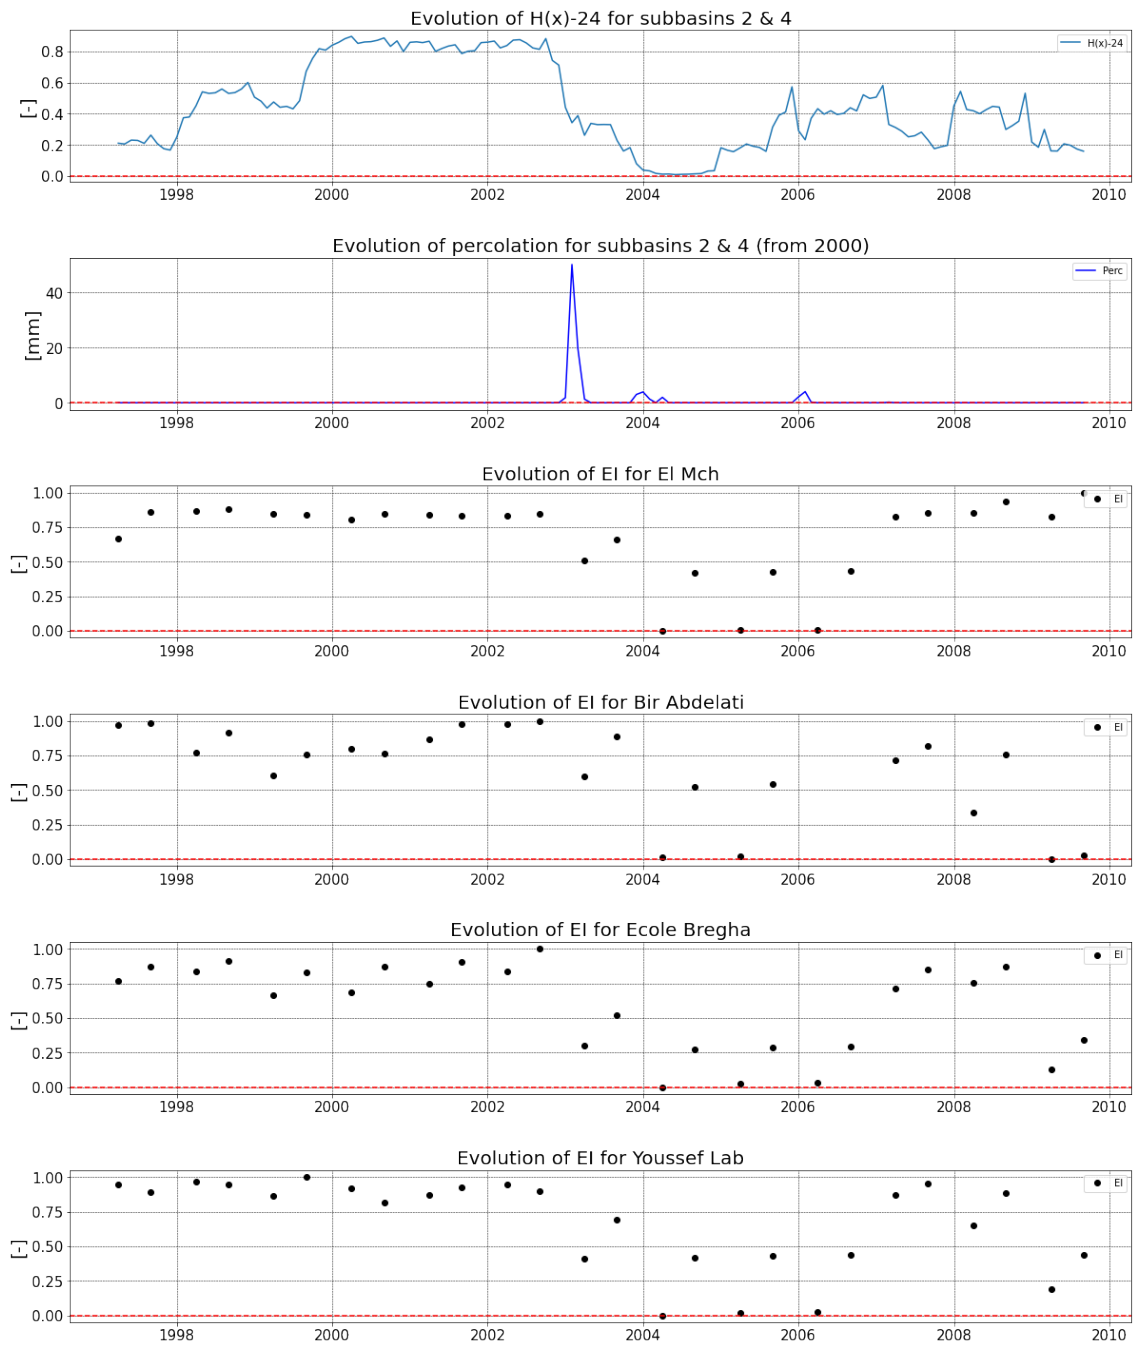 Evolution of H(x)-24 for subbasins 2 & 4
H(x)-24
[-]
0.8
0.6
0.4
0.2
0.0
1998 2000 2002 2004 2006 2008 2010
Evolution of percolation for subbasins 2 & 4 (from 2000)
Perc
[mm]
40
20
0
1998 2000 2002 2004 2006 2008 2010
Evolution of EI for El Mch
EI
[-]
1.00
0.75
0.50
0.25
0.00
1998 2000 2002 2004 2006 2008 2010
Evolution of EI for Bir Abdelati
EI
[-]
1.00
0.75
0.50
0.25
0.00
1998 2000 2002 2004 2006 2008 2010
Evolution of EI for Ecole Bregha
EI
[-]
1.00
0.75
0.50
0.25
0.00
1998 2000 2002 2004 2006 2008 2010
Evolution of EI for Youssef Lab
EI
[-]
1.00
0.75
0.50
0.25
0.00
1998 2000 2002 2004 2006 2008 2010